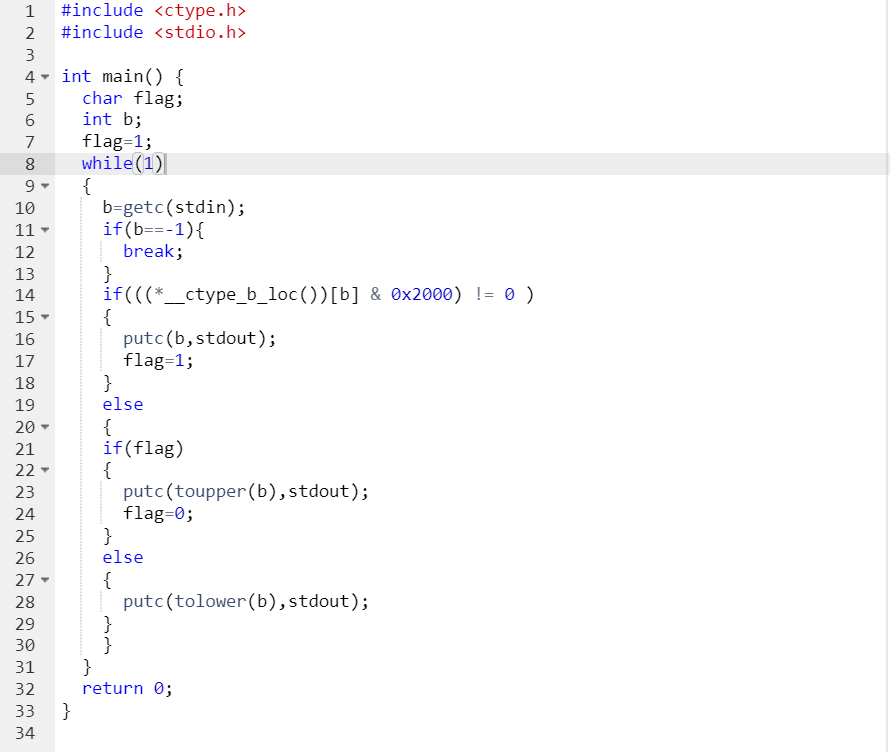 1 #include <ctype.h>
2 #include <stdio.h>
3
4 int main() {
5 char flag;
6 int b;
7 flag=1;
8 while(1)
9 {
10 b=getc(stdin);
11 if(b==-1){
12 break;
13 }
14 if(((*__ctype_b_loc())[b] & 0x2000) != 0 )
15 {
16 putc(b,stdout);
17 flag=1;
18 }
19 else
20 {
21 if(flag)
22 {
23 putc(toupper(b),stdout);
24 flag=0;
25 }
26 else
27 {
28 putc(tolower(b),stdout);
29 }
30 }
31 }
32 return 0;
33 }
34